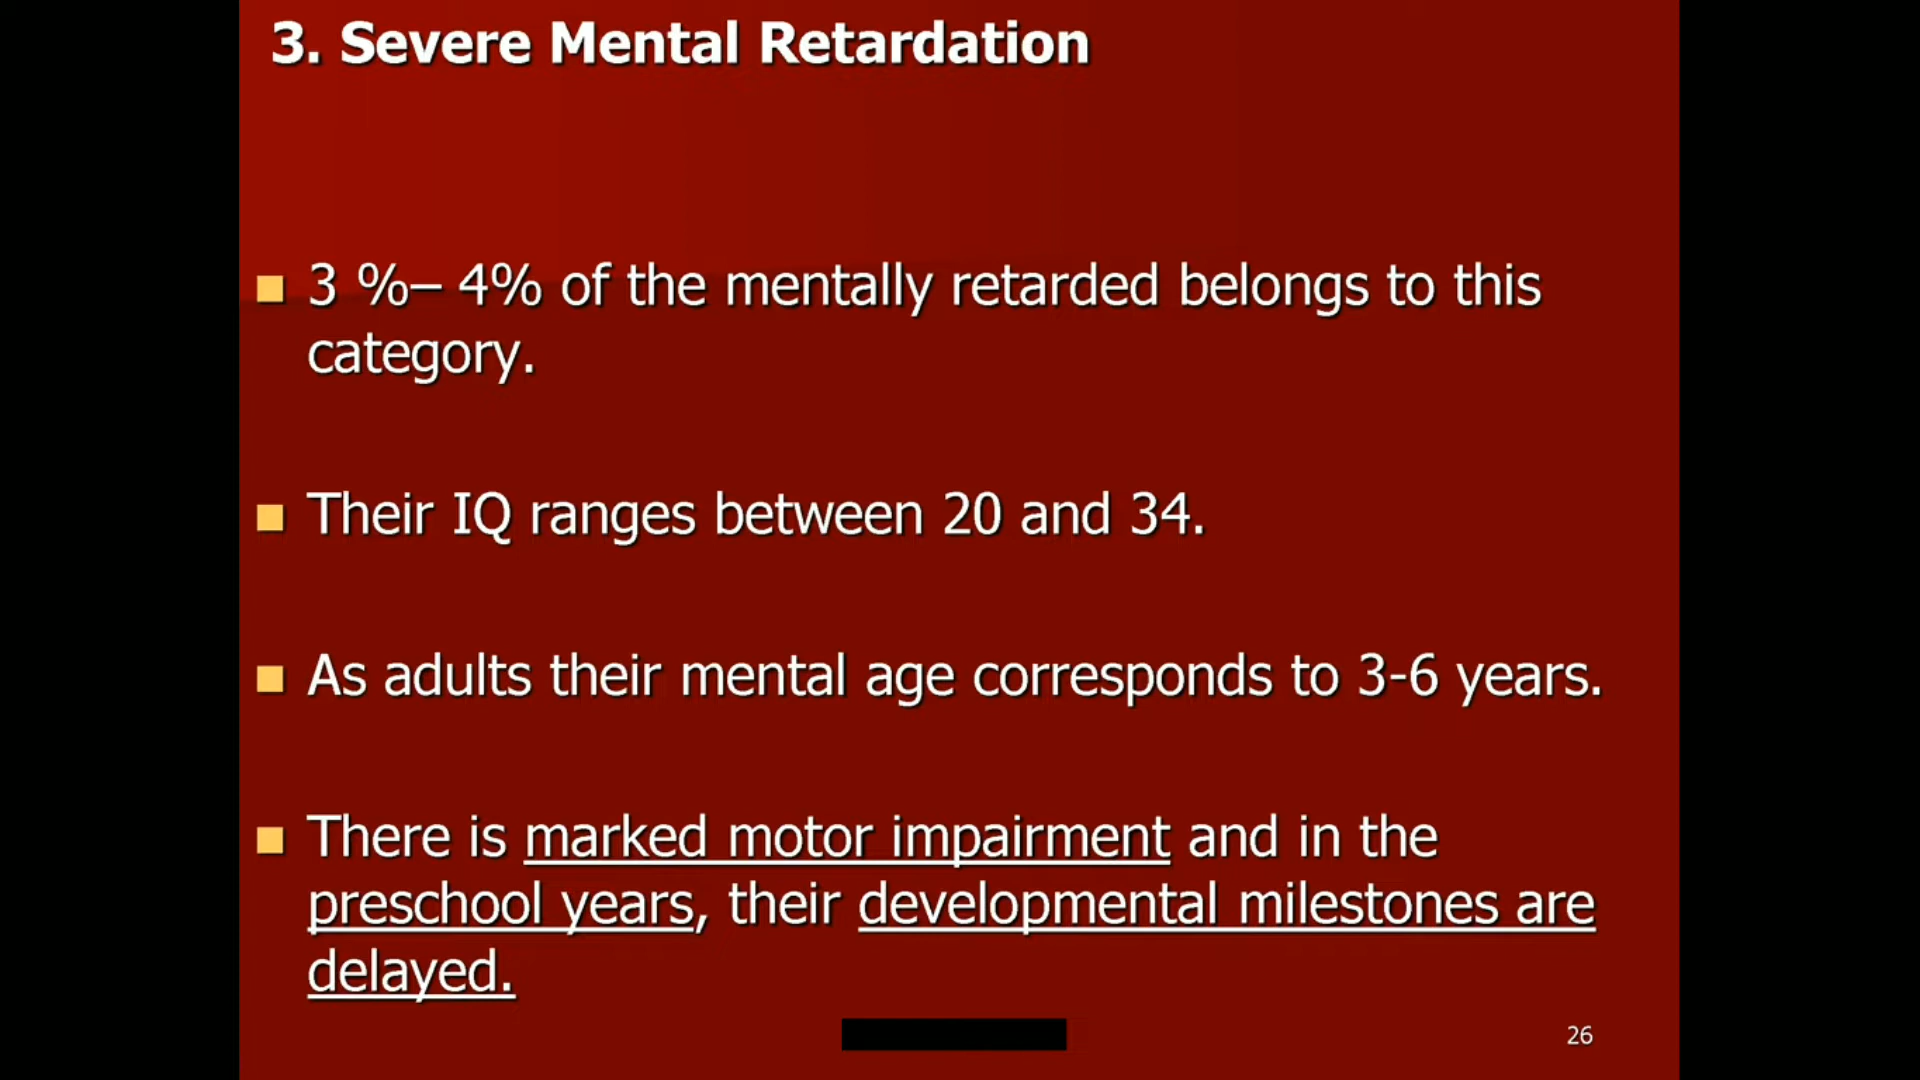 3. Severe Mental Retardation
3 %– 4% of the mentally retarded belongs to this
category.
Their IQ ranges between 20 and 34.
As adults their mental age corresponds to 3-6 years.
There is marked motor impairment and in the
preschool years, their developmental milestones are
delayed.
26